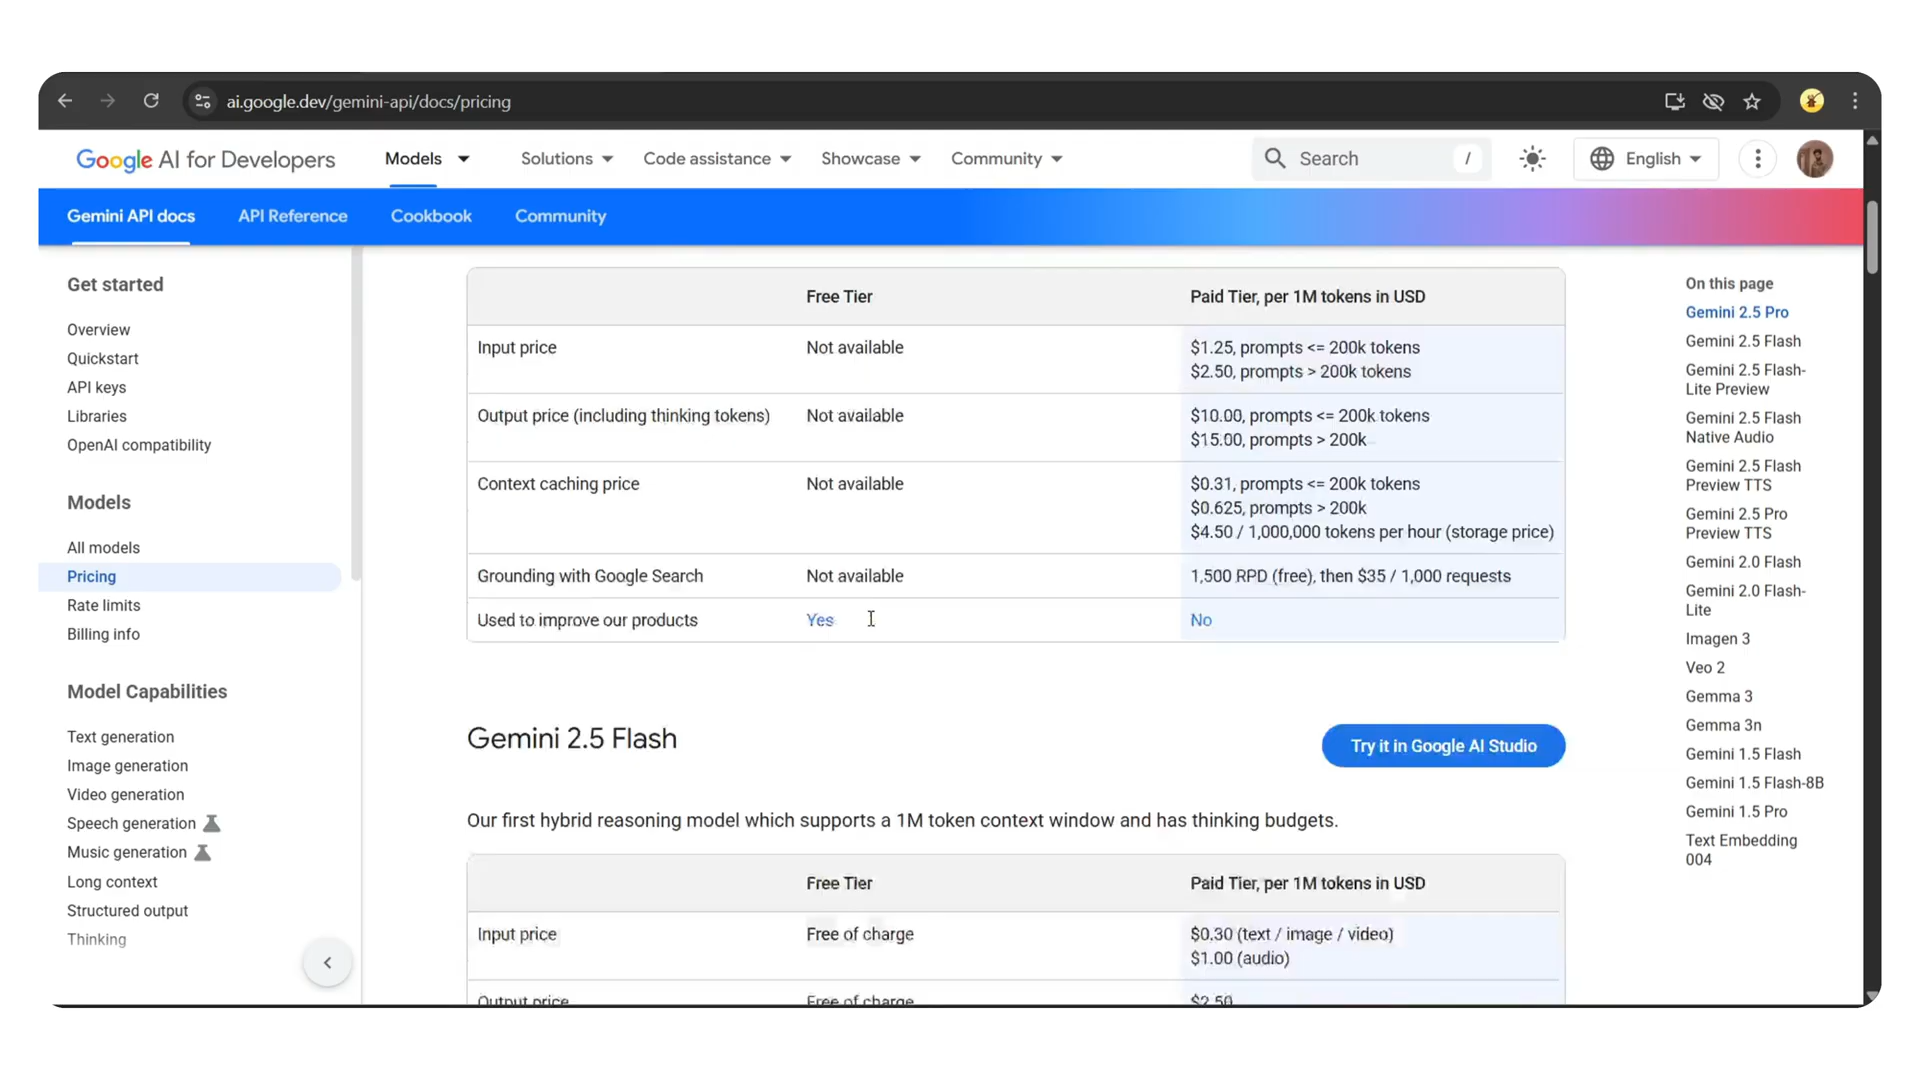 ai.google.dev/gemini-api/docs/pricing
Google AI for Developers
Models
Solutions
Code assistance
Showcase
Community
Search
/
English
Gemini API docs
API Reference
Cookbook
Community
Get started
Overview
Quickstart
API keys
Libraries
OpenAI compatibility
Models
All models
Pricing
Rate limits
Billing info
Model Capabilities
Text generation
Image generation
Video generation
Speech generation
Music generation
Long context
Structured output
Thinking
Free Tier Paid Tier, per 1M tokens in USD
Input price Not available $1.25, prompts <= 200k tokens
$2.50, prompts > 200k tokens
Output price (including thinking tokens) Not available $10.00, prompts <= 200k tokens
$15.00, prompts > 200k
Context caching price Not available $0.31, prompts <= 200k tokens
$0.625, prompts > 200k
$4.50 / 1,000,000 tokens per hour (storage price)
Grounding with Google Search Not available 1,500 RPD (free), then $35 / 1,000 requests
Used to improve our products Yes No
Gemini 2.5 Flash
Try it in Google AI Studio
Our first hybrid reasoning model which supports a 1M token context window and has thinking budgets.
Free Tier Paid Tier, per 1M tokens in USD
Input price Free of charge $0.30 (text / image / video)
$1.00 (audio)
Output price Free of charge $2.50
On this page
Gemini 2.5 Pro
Gemini 2.5 Flash
Gemini 2.5 Flash-
Lite Preview
Gemini 2.5 Flash
Native Audio
Gemini 2.5 Flash
Preview TTS
Gemini 2.5 Pro
Preview TTS
Gemini 2.0 Flash
Gemini 2.0 Flash-
Lite
Imagen 3
Veo 2
Gemma 3
Gemma 3n
Gemini 1.5 Flash
Gemini 1.5 Flash-8B
Gemini 1.5 Pro
Text Embedding
004